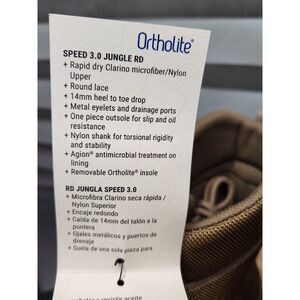 Ortholite®
SPEED 3.0 JUNGLE RD
+ Rapid dry Clarino microfiber/Nylon
Upper
+ Round lace
+ 14mm heel to toe drop
+ Metal eyelets and drainage ports
+ One piece outsole for slip and oil
resistance
+ Nylon shank for torsional rigidity
and stability
+ Agion® antimicrobial treatment on
lining
+ Removable Ortholite® insole
RD JUNGLA SPEED 3.0
+ Microfibra Clarino seca rápida /
Nylon Superior
+ Encaje redondo
+ Caída de 14mm del talón a la
puntera
+ Ojales metálicos y puertos de
drenaje
+ Suela de una sola pieza para
resistir aceite